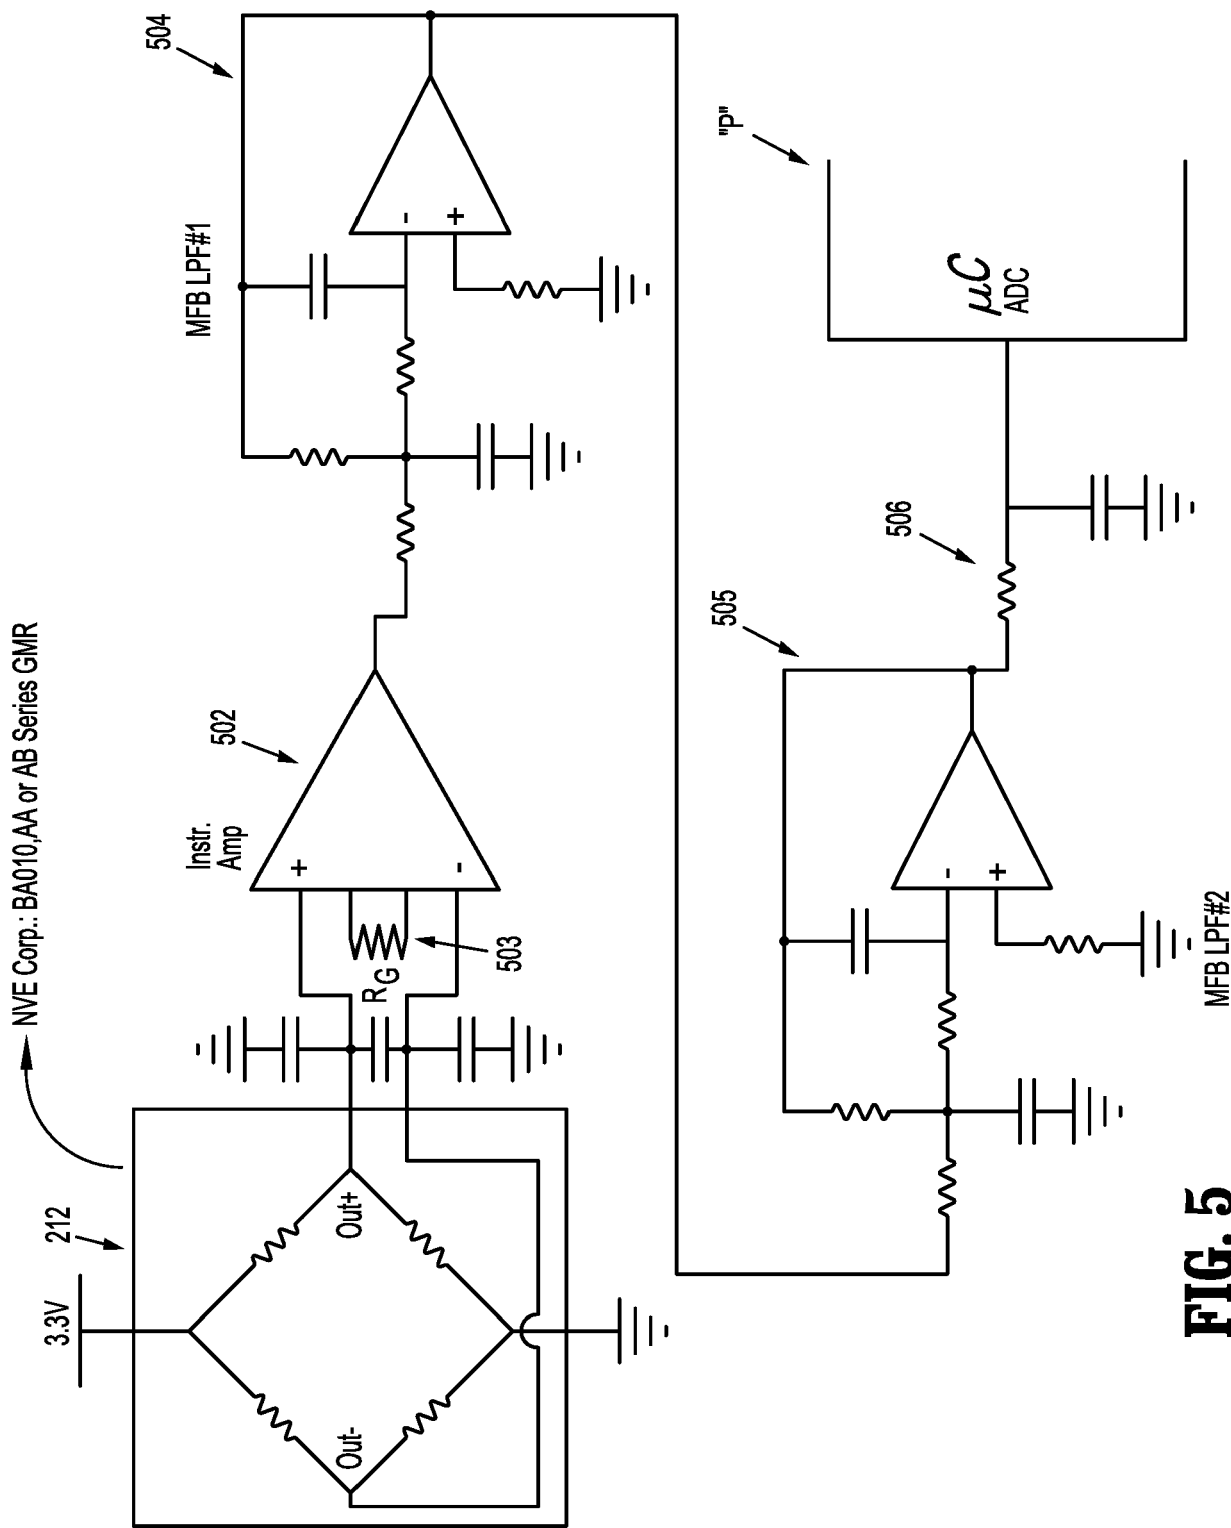 NVE Corp.: BA010,AA or AB Series GMR
3.3V
212
Out+
Out-
RG
503
Instr.
Amp
+
-
502
MFB LPF#1
504
-
+
505
-
+
MFB LPF#2
506
"P"
µC
ADC
FIG. 5